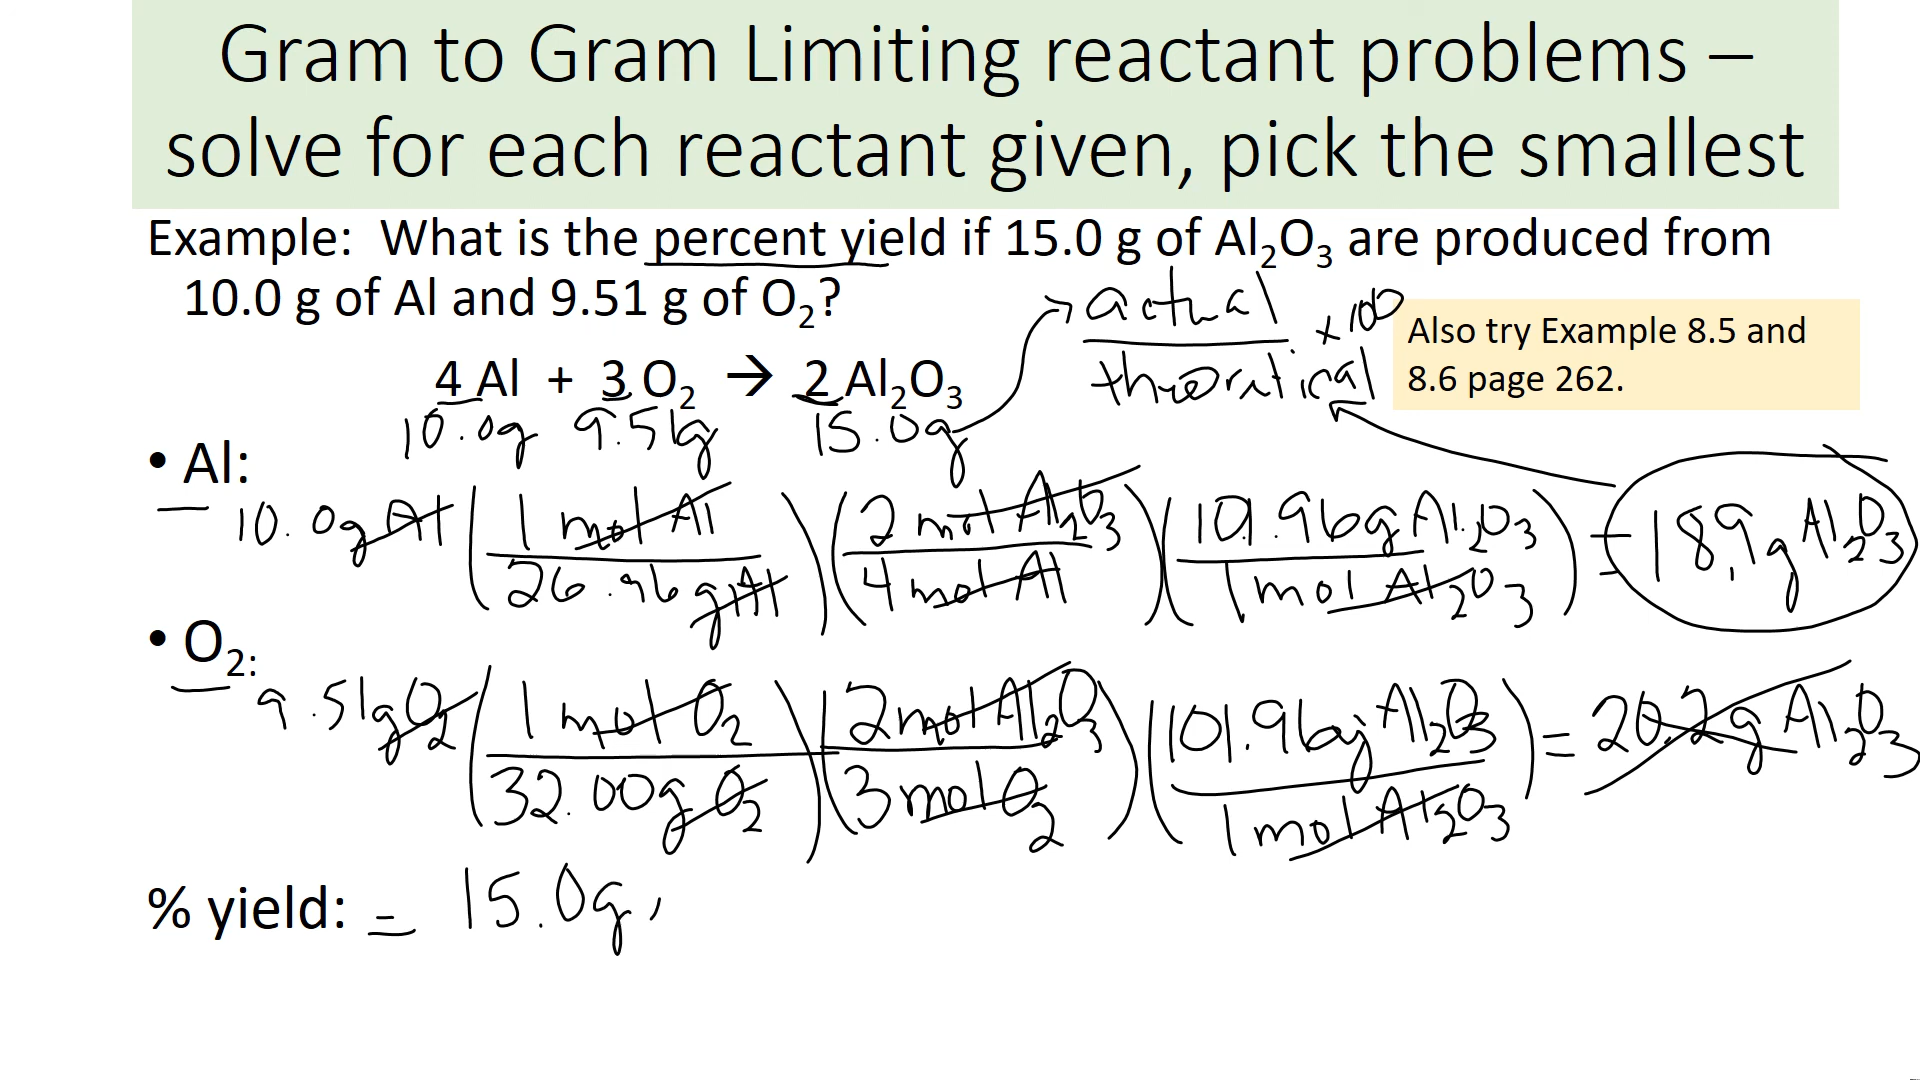 Gram to Gram Limiting reactant problems –
solve for each reactant given, pick the smallest
Example: What is the percent yield if 15.0 g of Al₂O₃ are produced from
10.0 g of Al and 9.51 g of O₂?
actual
theoratical × 100
Also try Example 8.5 and
8.6 page 262.
4 Al + 3 O₂ → 2 Al₂O₃
10.0g 9.51g 15.0g
• Al:
10.0g Al (1 mol Al / 26.96 g Al) (2 mol Al₂O₃ / 4 mol Al) (101.96g Al₂O₃ / 1 mol Al₂O₃) = 18.9g Al₂O₃
• O₂:
9.51g O₂ (1 mol O₂ / 32.00g O₂) (2 mol Al₂O₃ / 3 mol O₂) (101.96g Al₂O₃ / 1 mol Al₂O₃) = 20.2g Al₂O₃
% yield: = 15.0g